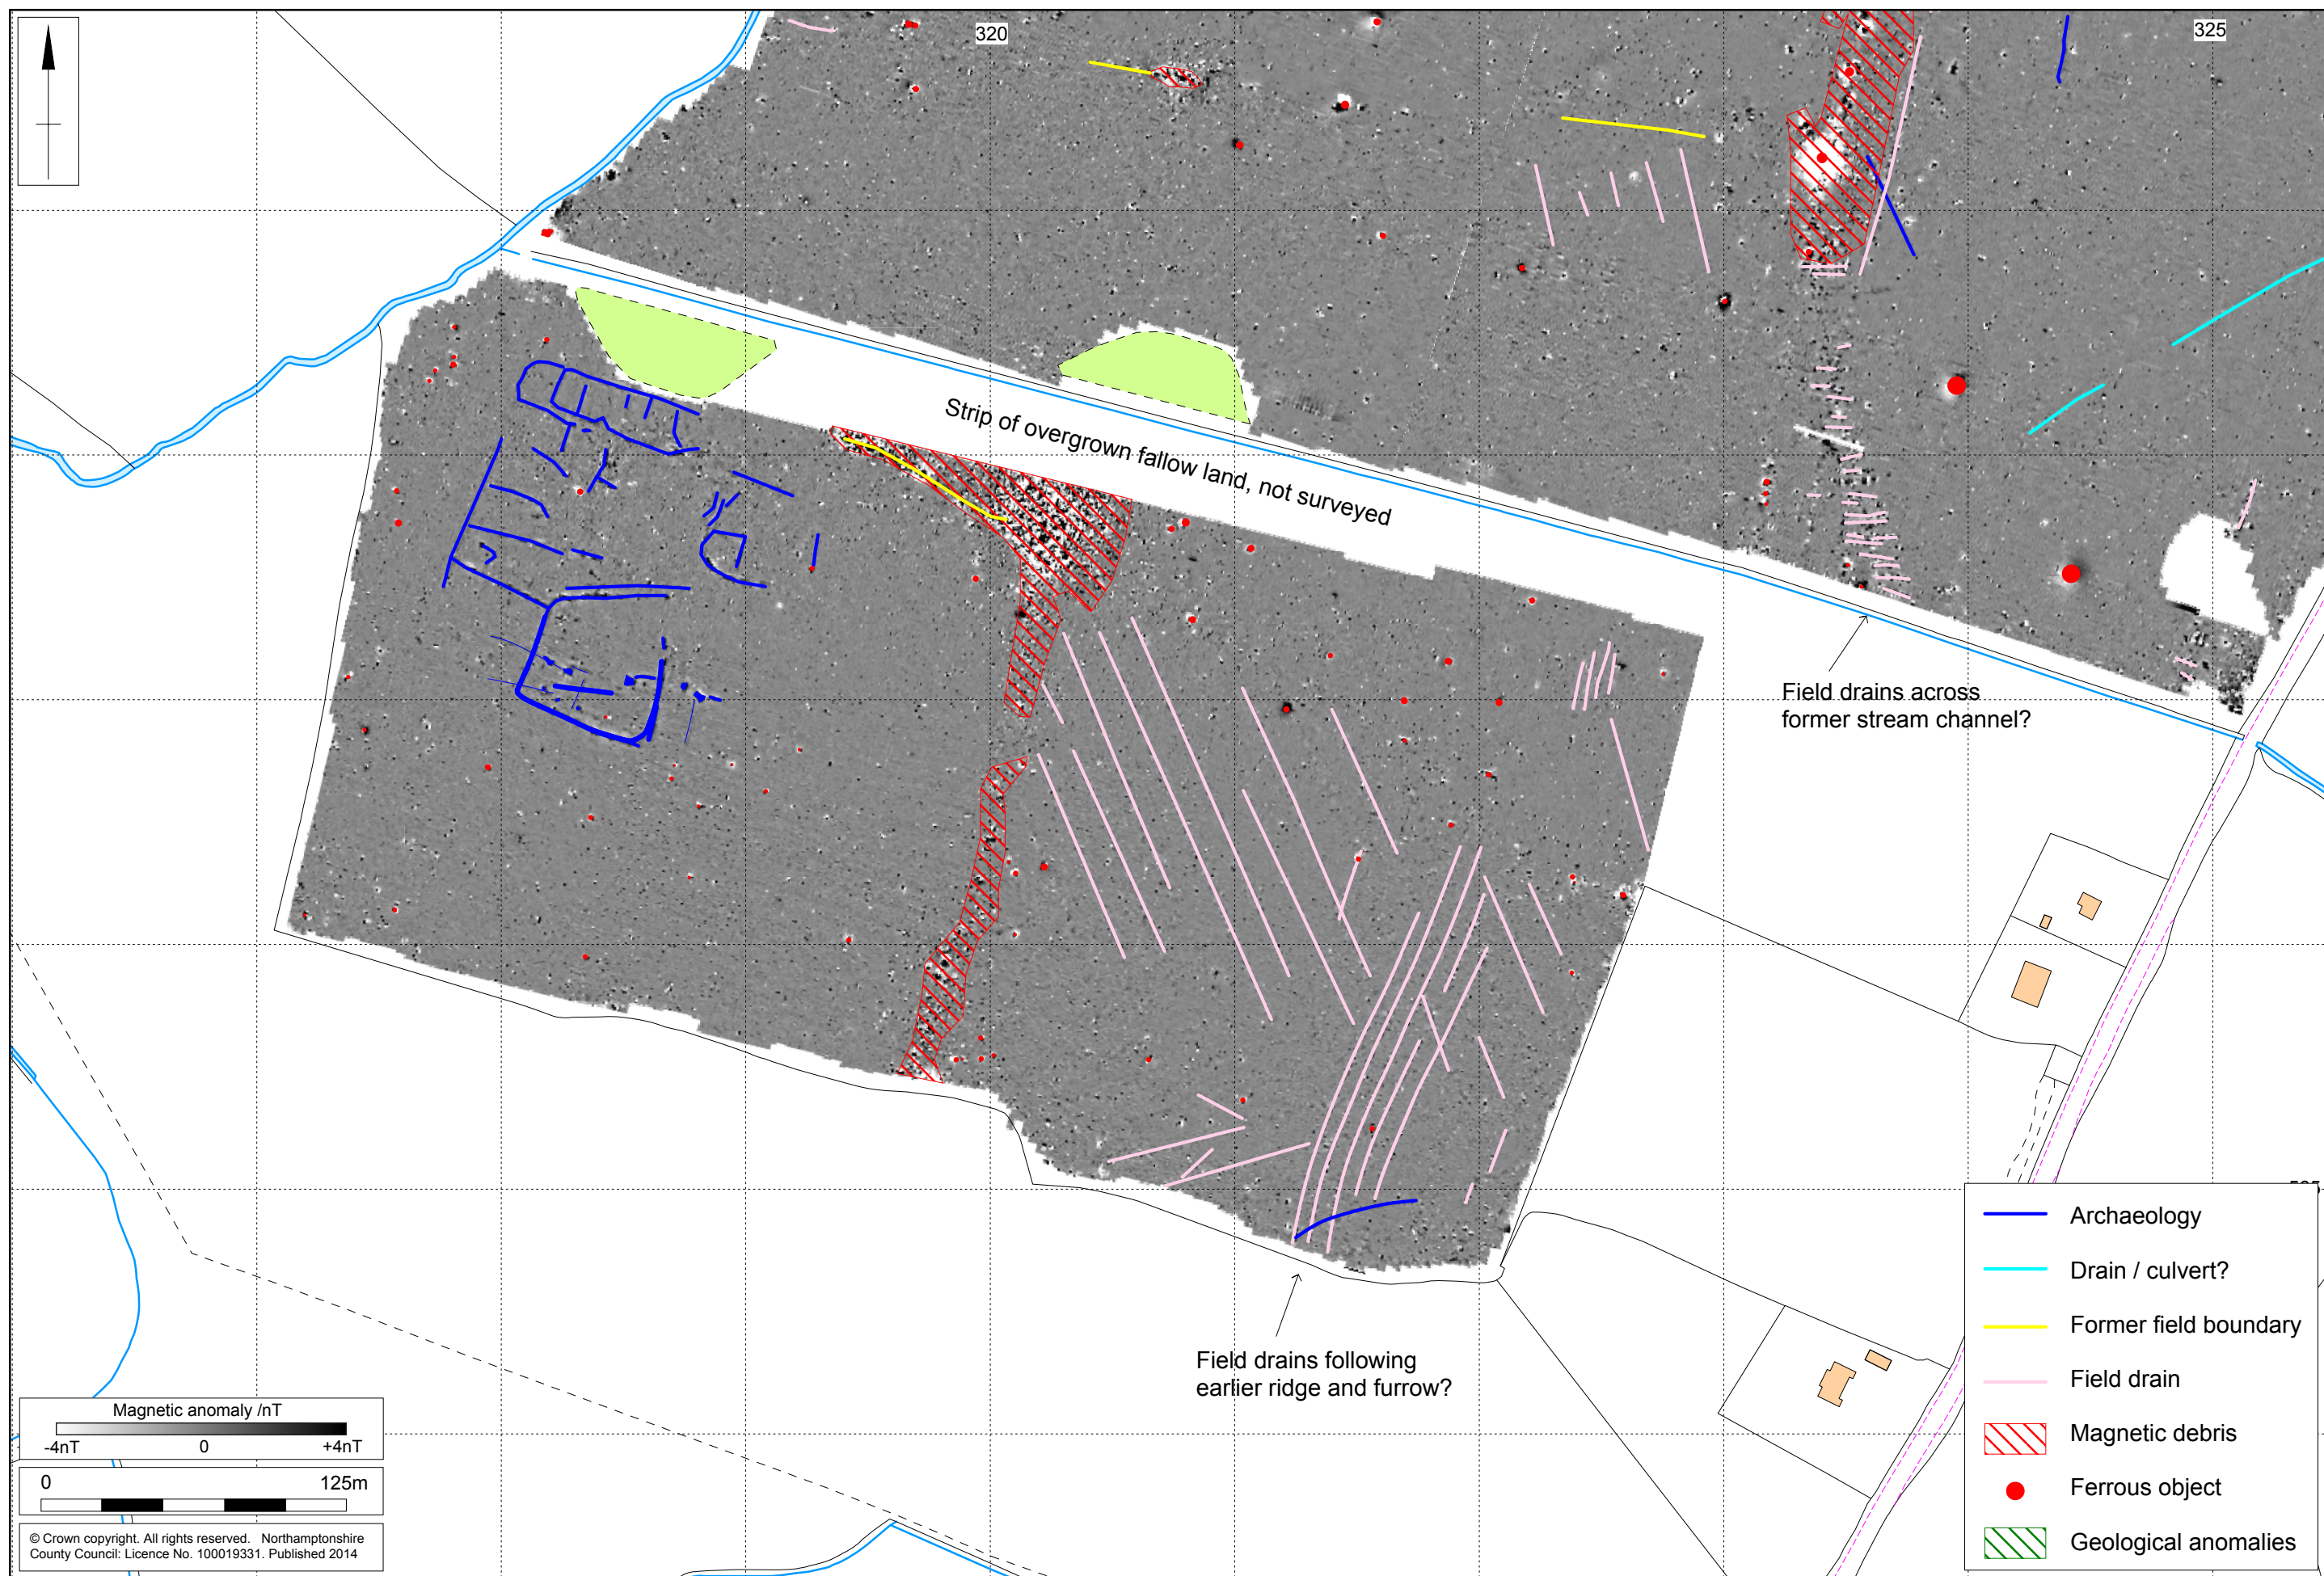 320
325
Strip of overgrown fallow land, not surveyed
Field drains across
former stream channel?
Field drains following
earlier ridge and furrow?
Archaeology
Drain / culvert?
Former field boundary
Field drain
Magnetic debris
Ferrous object
Geological anomalies
Magnetic anomaly /nT
-4nT 0 +4nT
0 125m
© Crown copyright. All rights reserved. Northamptonshire
County Council: Licence No. 100019331. Published 2014